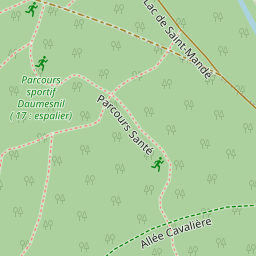 Lac de Saint-Mandé
Parcours
sportif
Daumesnil
( 17 : espalier)
Parcours Santé
Allée Cavalière